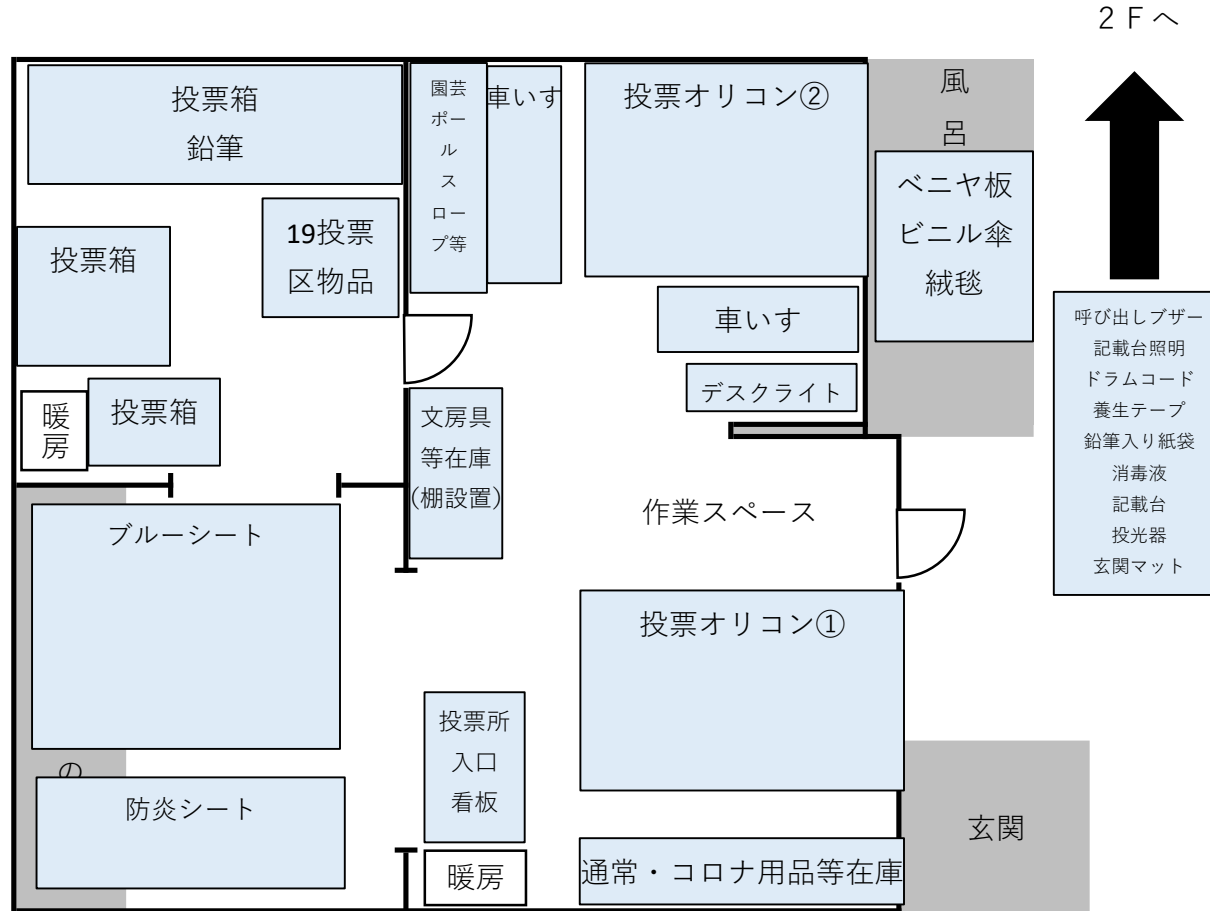 ２Ｆへ
投票箱
鉛筆
園芸
ポー
ル
ス
ロー
プ等
車いす
投票オリコン②
風
呂
ベニヤ板
ビニル傘
絨毯
19投票
区物品
投票箱
車いす
デスクライト
呼び出しブザー
記載台照明
ドラムコード
養生テープ
鉛筆入り紙袋
消毒液
記載台
投光器
玄関マット
暖
房
投票箱
文房具
等在庫
(棚設置)
作業スペース
ブルーシート
投票オリコン①
投票所
入口
看板
の
防炎シート
暖房
通常・コロナ用品等在庫
玄関